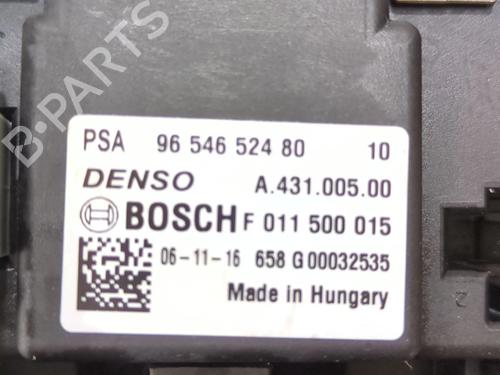 PSA 96 546 524 80 10
DENSO A.431.005.00
BOSCH F 011 500 015
06-11-16 658 G 00032535
Made in Hungary
2
B-PARTS